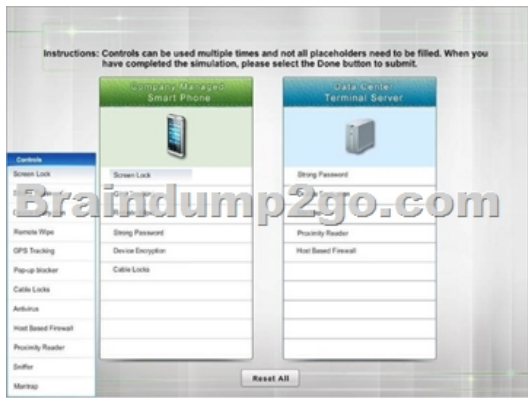 Instructions: Controls can be used multiple times and not all placeholders need to be filled. When you
have completed the simulation, please select the Done button to submit.
Company Managed
Smart Phone
Data Center
Terminal Server
Controls
Screen Lock
Remote Wipe
GPS Tracking
Pop-up blocker
Cable Locks
Antivirus
Host Based Firewall
Proximity Reader
Sniffer
Mantrap
Screen Lock
Strong Password
Device Encryption
Cable Locks
Strong Password
Proximity Reader
Host Based Firewall
Braindump2go.com
Reset All